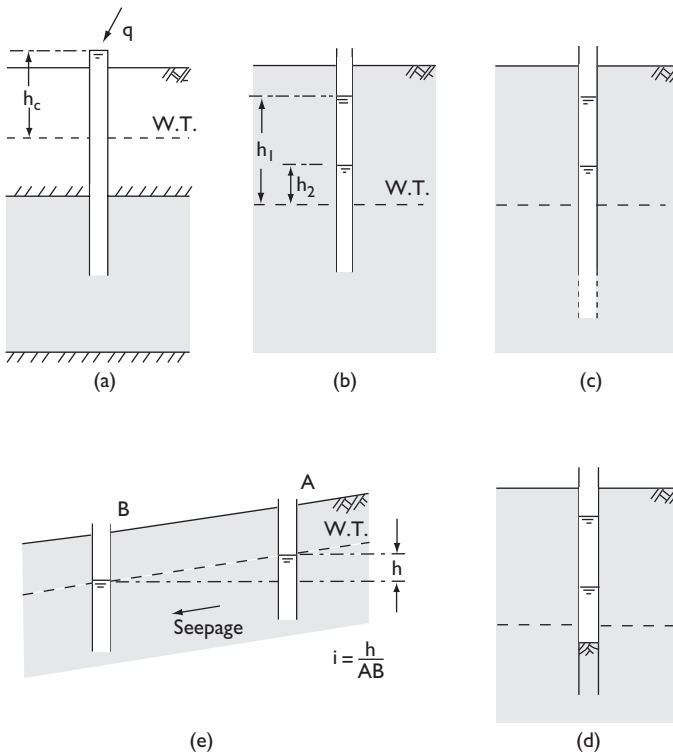 q
h_c
W.T.
(a)
h_1
h_2
W.T.
(b)
(c)
A
B
W.T.
h
Seepage
i = h/AB
(e)
(d)